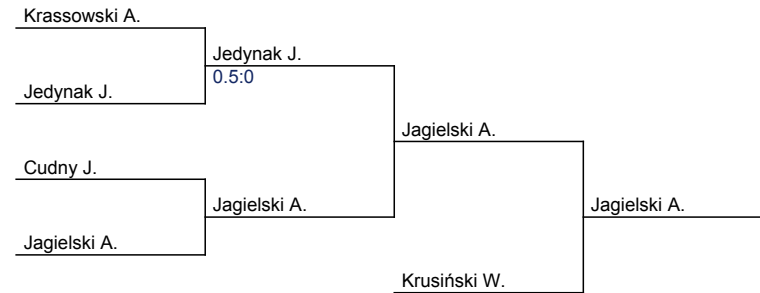 Krassowski A.
Jedynak J.
0.5:0
Jedynak J.
Jagielski A.
Cudny J.
Jagielski A.
Jagielski A.
Jagielski A.
Krusiński W.